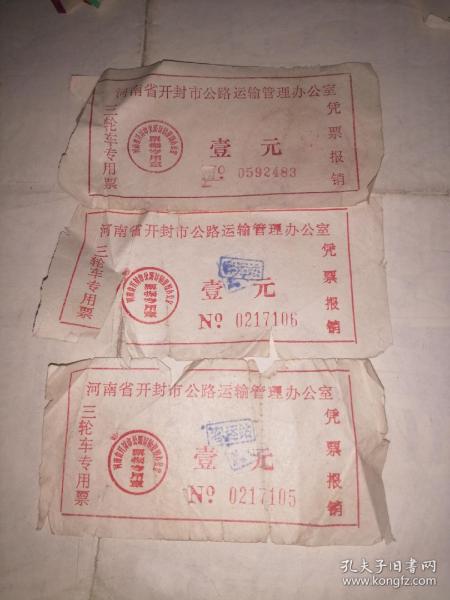 河南省开封市公路运输管理办公室
三轮车专用票
壹元
凭票报销
№ 0592483
河南省开封市公路运输管理办公室
三轮车专用票
壹元
凭票报销
№ 0217106
河南省开封市公路运输管理办公室
三轮车专用票
壹元
凭票报销
№ 0217105
孔夫子旧书网
www.kongfz.com